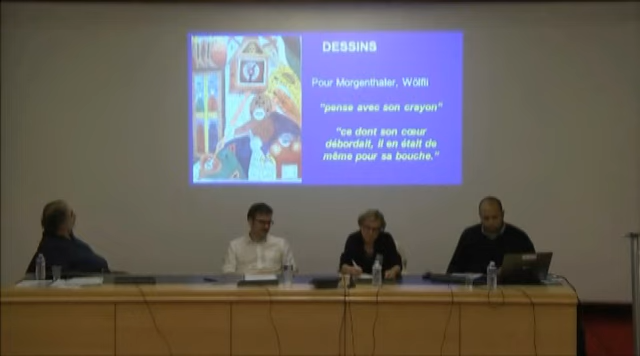 DESSINS
Pour Morgenthaler, Wölfli
"pense avec son crayon"
"ce dont son cœur
débordait, il en était de
même pour sa bouche."